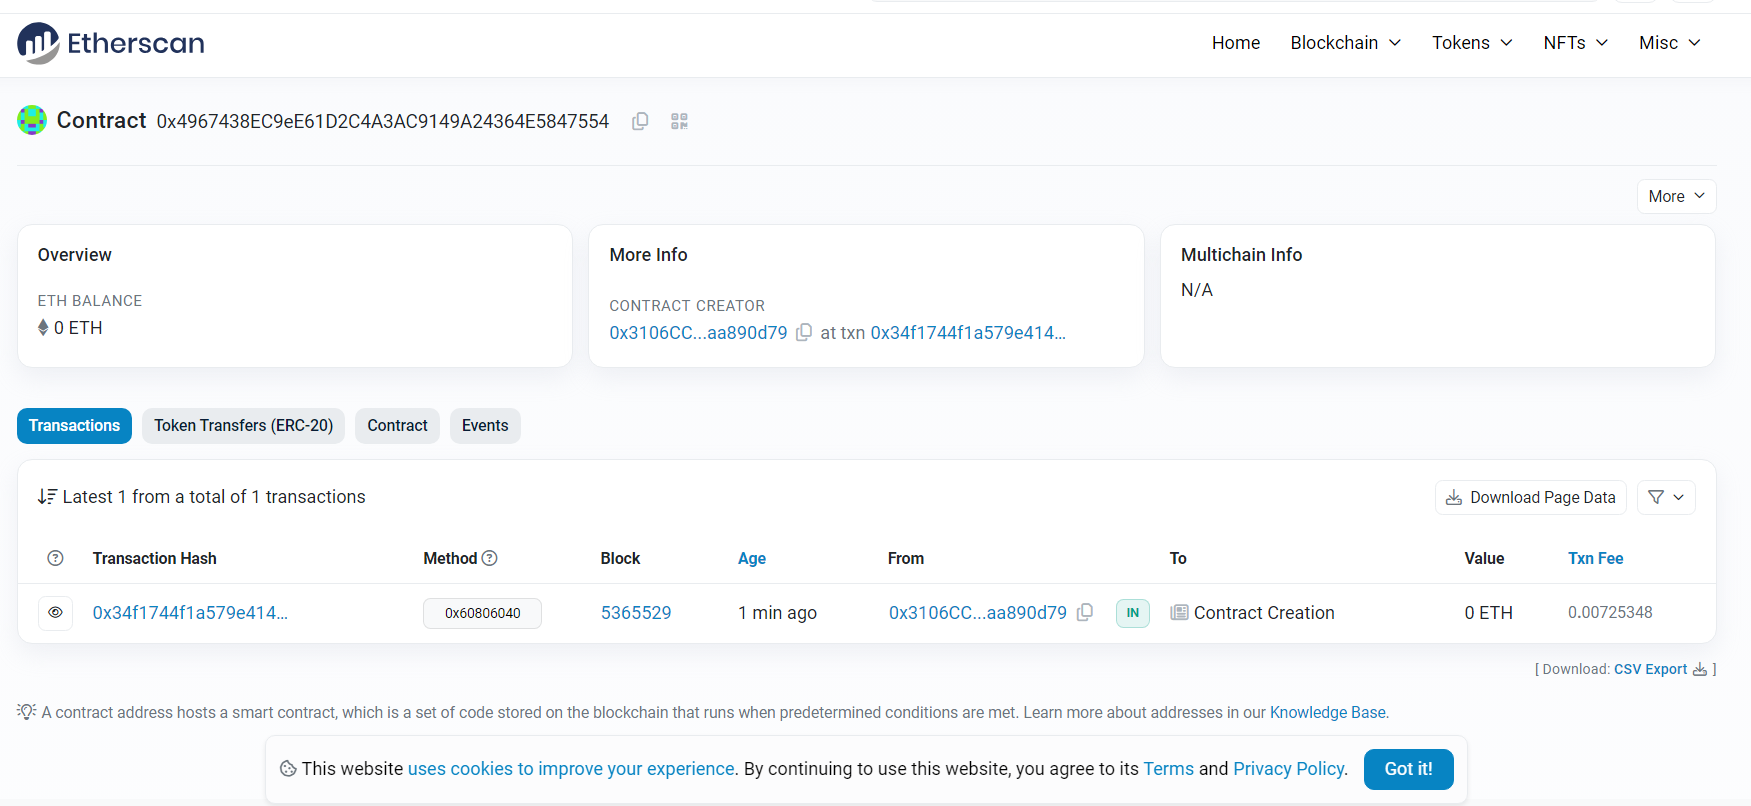 Etherscan
Home Blockchain Tokens NFTs Misc
Contract 0x4967438EC9eE61D2C4A3AC9149A24364E5847554
More
Overview
ETH BALANCE
0 ETH
More Info
CONTRACT CREATOR
0x3106CC...aa890d79 at txn 0x34f1744f1a579e414...
Multichain Info
N/A
Transactions Token Transfers (ERC-20) Contract Events
Latest 1 from a total of 1 transactions
Download Page Data
Transaction Hash Method Block Age From To Value Txn Fee
0x34f1744f1a579e414... 0x60806040 5365529 1 min ago 0x3106CC...aa890d79 IN Contract Creation 0 ETH 0.00725348
[ Download: CSV Export ]
A contract address hosts a smart contract, which is a set of code stored on the blockchain that runs when predetermined conditions are met. Learn more about addresses in our Knowledge Base.
This website uses cookies to improve your experience. By continuing to use this website, you agree to its Terms and Privacy Policy. Got it!